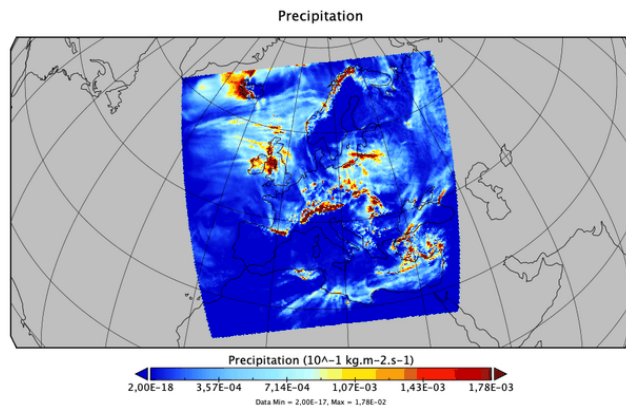 Precipitation
Precipitation (10^-1 kg.m-2.s-1)
2,00E-18 3,57E-04 7,14E-04 1,07E-03 1,43E-03 1,78E-03
Data Min = 2,00E-17, Max = 1,78E-02